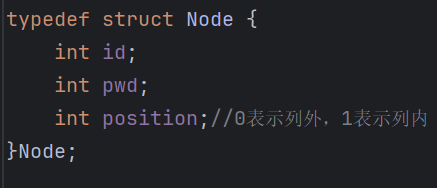 typedef struct Node {
    int id;
    int pwd;
    int position;//0表示列外，1表示列内
}Node;